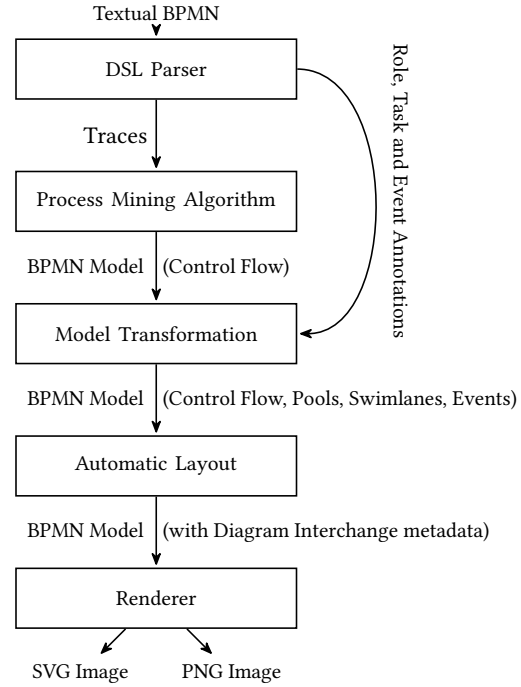 Textual BPMN
DSL Parser
Role, Task and Event Annotations
Traces
Process Mining Algorithm
BPMN Model (Control Flow)
Model Transformation
BPMN Model (Control Flow, Pools, Swimlanes, Events)
Automatic Layout
BPMN Model (with Diagram Interchange metadata)
Renderer
SVG Image PNG Image